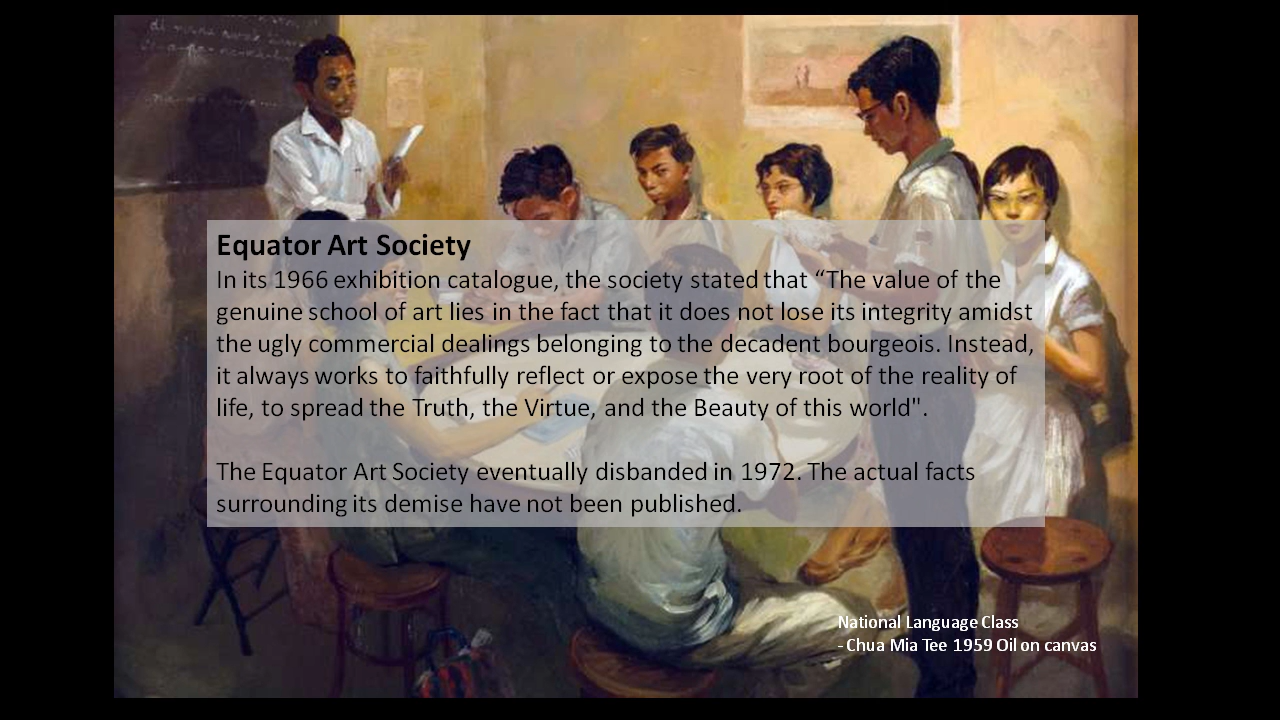 Equator Art Society
In its 1966 exhibition catalogue, the society stated that “The value of the
genuine school of art lies in the fact that it does not lose its integrity amidst
the ugly commercial dealings belonging to the decadent bourgeois. Instead,
it always works to faithfully reflect or expose the very root of the reality of
life, to spread the Truth, the Virtue, and the Beauty of this world".
The Equator Art Society eventually disbanded in 1972. The actual facts
surrounding its demise have not been published.
National Language Class
- Chua Mia Tee 1959 Oil on canvas